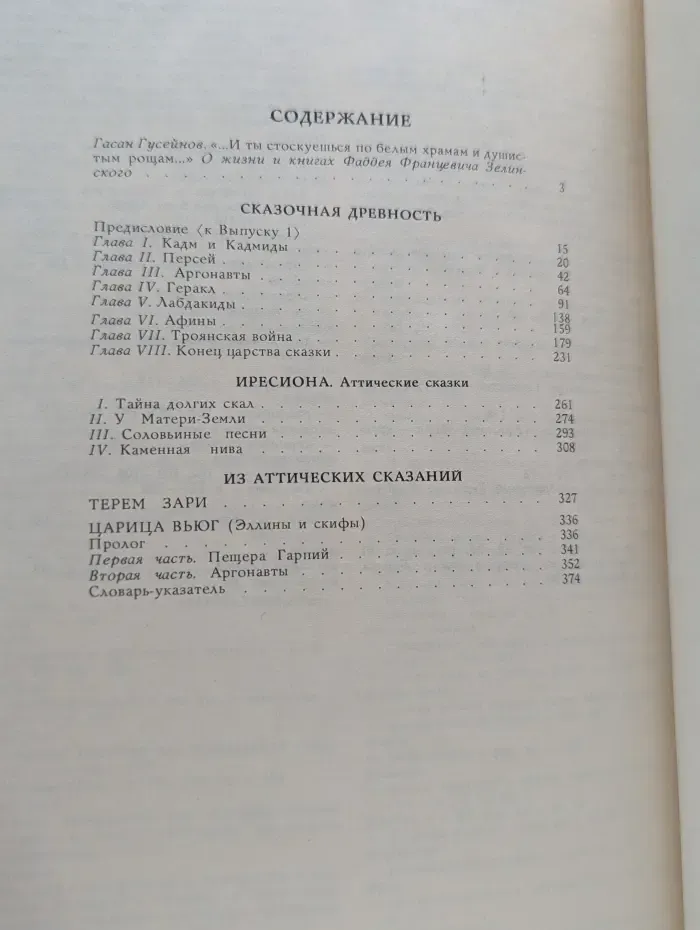 СОДЕРЖАНИЕ
Гасан Гусейнов. «...И ты стоскуешься по белым храмам и душис-
тым рощам...» О жизни и книгах Фаддея Францевича Зелин-
ского . . . . . . . . . . . . . . . . 3
СКАЗОЧНАЯ ДРЕВНОСТЬ
Предисловие ⟨к Выпуску 1⟩ 15
Глава I. Кадм и Кадмиды . . . . . . . . . . 20
Глава II. Персей . . . . . . . . . . 42
Глава III. Аргонавты . . . . . . . . . . 64
Глава IV. Геракл . . . . . . . . . . 91
Глава V. Лабдакиды . . . . . . . . . . 138
Глава VI. Афины . . . . . . . . . . 159
Глава VII. Троянская война . . . . . . . . . . 179
Глава VIII. Конец царства сказки . . . . . . . . . . 231
ИРЕСИОНА. Аттические сказки
I. Тайна долгих скал . . . . . . . . . . 261
II. У Матери-Земли . . . . . . . . . . 274
III. Соловьиные песни . . . . . . . . . . 293
IV. Каменная нива . . . . . . . . . . 308
ИЗ АТТИЧЕСКИХ СКАЗАНИЙ
ТЕРЕМ ЗАРИ . . . . . . . . . . 327
ЦАРИЦА ВЬЮГ (Эллины и скифы) 336
Пролог . . . . . . . . . . 336
Первая часть. Пещера Гарпий . . . . . . . . . . 341
Вторая часть. Аргонавты . . . . . . . . . . 352
Словарь-указатель . . . . . . . . . . 374